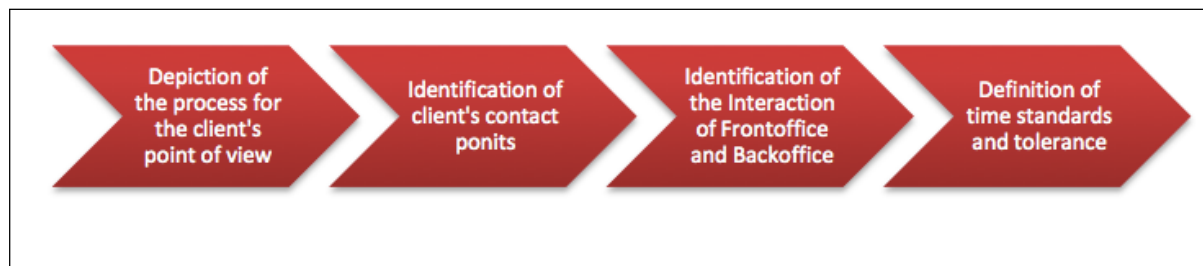 Depiction of
the process for
the client's
point of view
Identification of
client's contact
ponits
Identification of
the Interaction
of Frontoffice
and Backoffice
Definition of
time standards
and tolerance